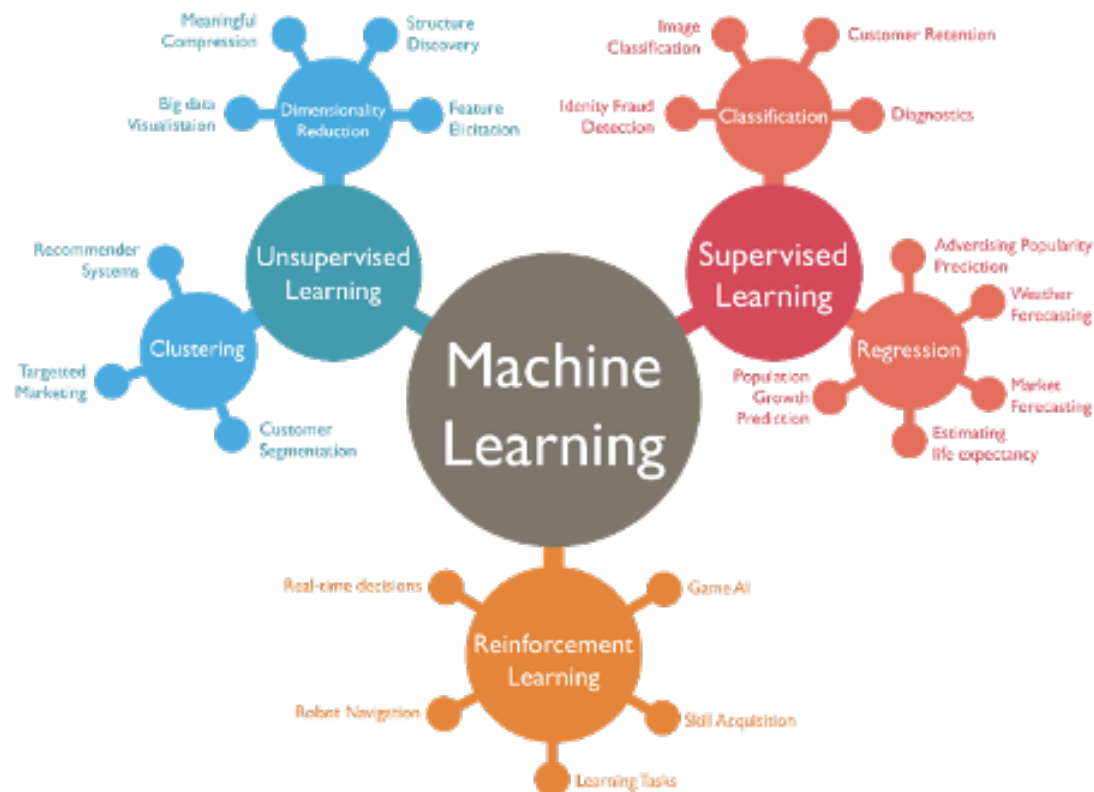 Meaningful
Compression
Structure
Discovery
Image
Classification
Customer Retention
Big data
Visualistaion
Dimensionality
Reduction
Feature
Elicitation
Idenity Fraud
Detection
Classification
Diagnostics
Recommender
Systems
Unsupervised
Learning
Supervised
Learning
Advertising Popularity
Prediction
Weather
Forecasting
Clustering
Machine
Learning
Regression
Targetted
Marketing
Population
Growth
Prediction
Market
Forecasting
Customer
Segmentation
Estimating
life expectancy
Real-time decisions
Game AI
Reinforcement
Learning
Robot Navigation
Skill Acquisition
Learning Tasks